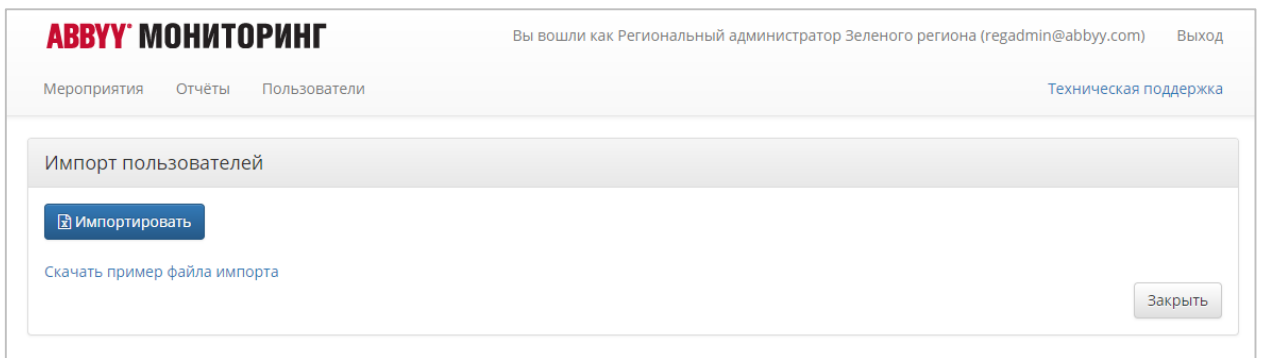 ABBYY® МОНИТОРИНГ
Вы вошли как Региональный администратор Зеленого региона (regadmin@abbyy.com) Выход
Мероприятия Отчёты Пользователи Техническая поддержка
Импорт пользователей
Импортировать
Скачать пример файла импорта
Закрыть